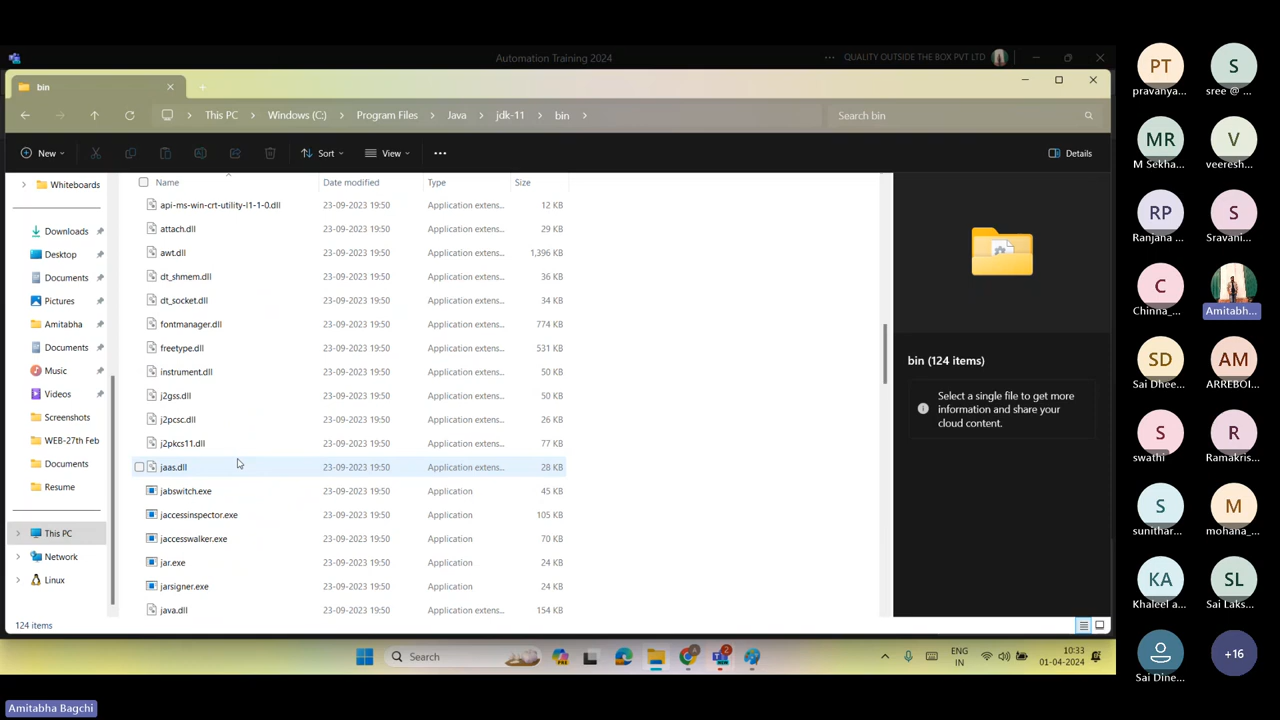 Automation Training 2024
QUALITY OUTSIDE THE BOX PVT LTD
bin
This PC > Windows (C:) > Program Files > Java > jdk-11 > bin >
Search bin
New
Sort
View
Details
Whiteboards
Downloads
Desktop
Documents
Pictures
Amitabha
Documents
Music
Videos
Screenshots
WEB-27th Feb
Documents
Resume
This PC
Network
Linux
Name Date modified Type Size
api-ms-win-crt-utility-l1-1-0.dll 23-09-2023 19:50 Application extens... 12 KB
attach.dll 23-09-2023 19:50 Application extens... 29 KB
awt.dll 23-09-2023 19:50 Application extens... 1,396 KB
dt_shmem.dll 23-09-2023 19:50 Application extens... 36 KB
dt_socket.dll 23-09-2023 19:50 Application extens... 34 KB
fontmanager.dll 23-09-2023 19:50 Application extens... 774 KB
freetype.dll 23-09-2023 19:50 Application extens... 531 KB
instrument.dll 23-09-2023 19:50 Application extens... 50 KB
j2gss.dll 23-09-2023 19:50 Application extens... 50 KB
j2pcsc.dll 23-09-2023 19:50 Application extens... 26 KB
j2pkcs11.dll 23-09-2023 19:50 Application extens... 77 KB
jaas.dll 23-09-2023 19:50 Application extens... 28 KB
jabswitch.exe 23-09-2023 19:50 Application 45 KB
jaccessinspector.exe 23-09-2023 19:50 Application 105 KB
jaccesswalker.exe 23-09-2023 19:50 Application 70 KB
jar.exe 23-09-2023 19:50 Application 24 KB
jarsigner.exe 23-09-2023 19:50 Application 24 KB
java.dll 23-09-2023 19:50 Application extens... 154 KB
bin (124 items)
Select a single file to get more
information and share your
cloud content.
124 items
Search
ENG
IN
10:33
01-04-2024
PT S
pravanya... sree @ ...
MR V
M Sekha... veeresh...
RP S
Ranjana ... Sravani...
C
Chinna_... Amitabh...
SD AM
Sai Dhee... ARREBOI...
S R
swathi Ramakris...
S M
sunithar... mohana_...
KA SL
Khaleel a... Sai Laks...
+16
Sai Dine...
Amitabha Bagchi